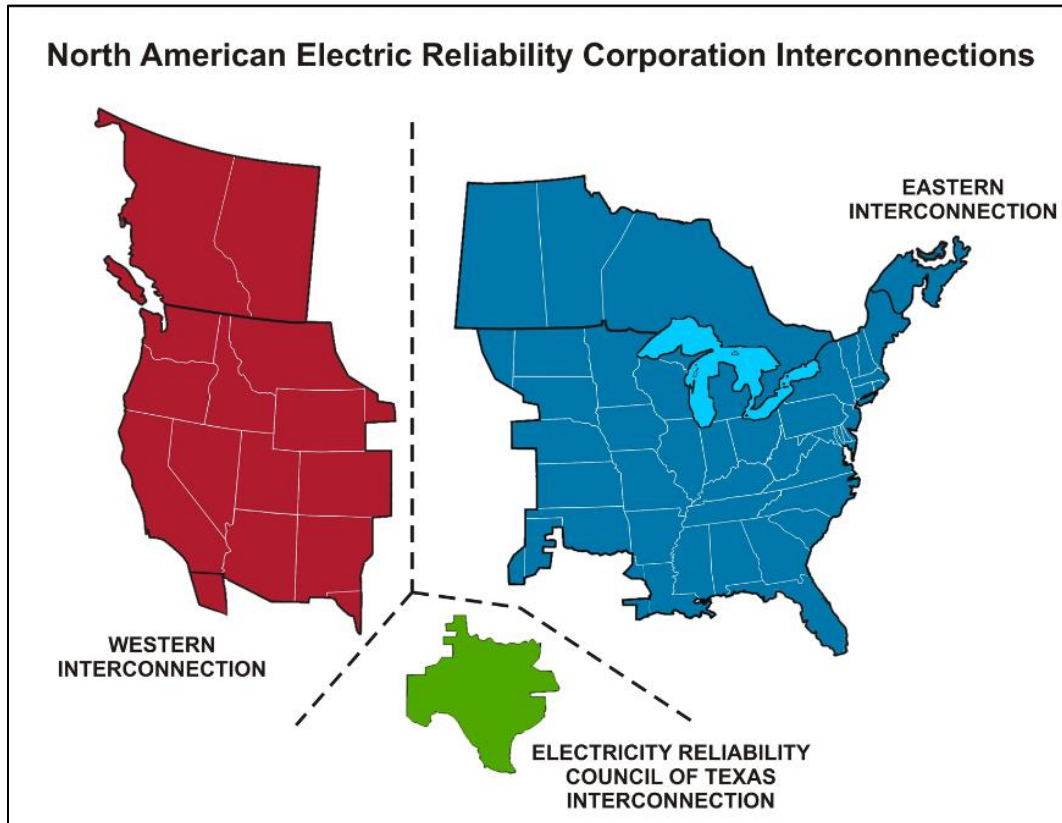 North American Electric Reliability Corporation Interconnections
EASTERN
INTERCONNECTION
WESTERN
INTERCONNECTION
ELECTRICITY RELIABILITY
COUNCIL OF TEXAS
INTERCONNECTION